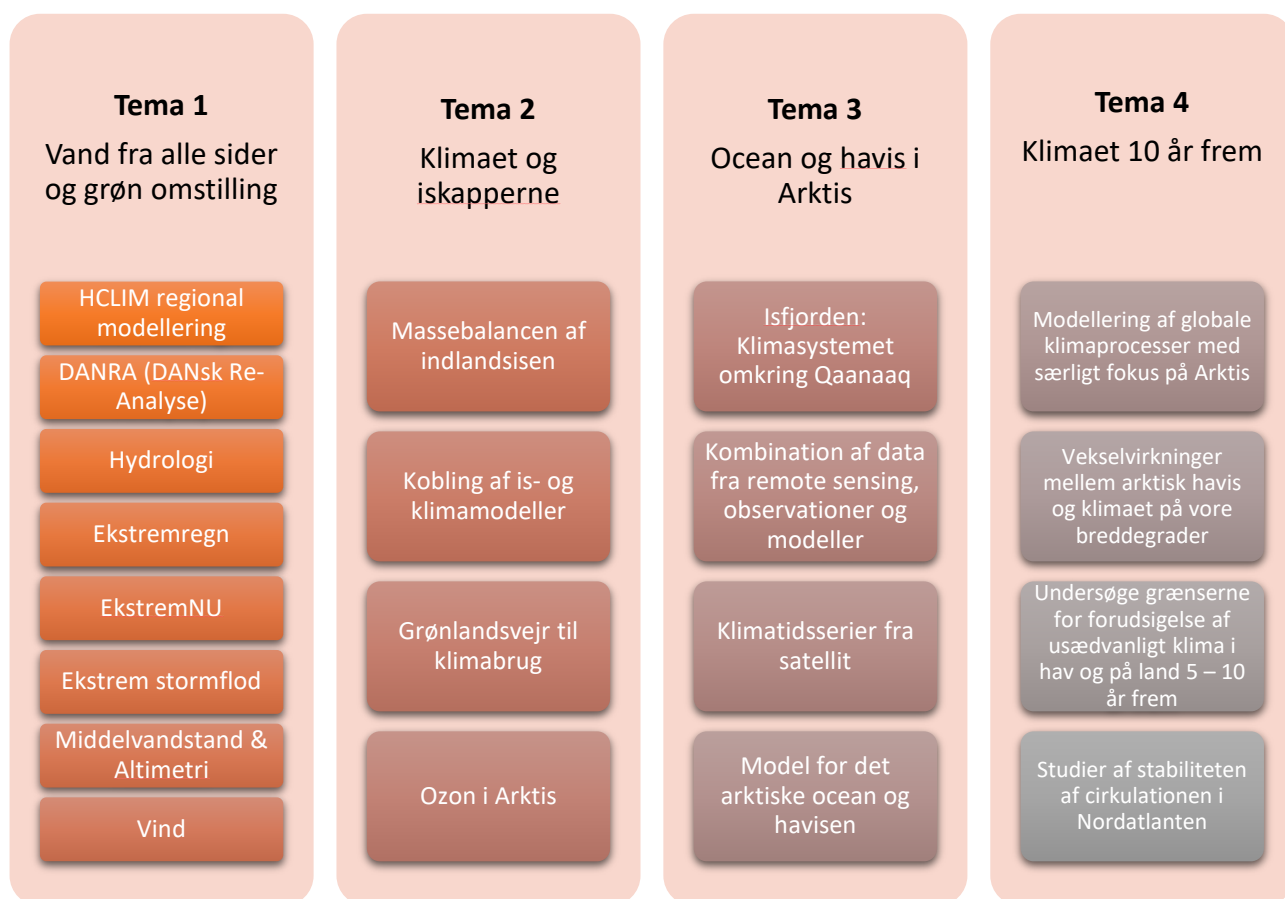 Tema 1
Vand fra alle sider
og grøn omstilling
HCLIM regional
modellering
DANRA (DANsk Re-
Analyse)
Hydrologi
Ekstremregn
EkstremNU
Ekstrem stormflod
Middelvandstand &
Altimetri
Vind
Tema 2
Klimaet og
iskapperne
Massebalancen af
indlandsisen
Kobling af is- og
klimamodeller
Grønlandsvejr til
klimabrug
Ozon i Arktis
Tema 3
Ocean og havis i
Arktis
Isfjorden:
Klimasystemet
omkring Qaanaaq
Kombination af data
fra remote sensing,
observationer og
modeller
Klimatidsserier fra
satellit
Model for det
arktiske ocean og
havisen
Tema 4
Klimaet 10 år frem
Modellering af globale
klimaprocesser med
særligt fokus på Arktis
Vekselvirkninger
mellem arktisk havis
og klimaet på vore
breddegrader
Undersøge grænserne
for forudsigelse af
usædvanligt klima i
hav og på land 5 – 10
år frem
Studier af stabiliteten
af cirkulationen i
Nordatlanten